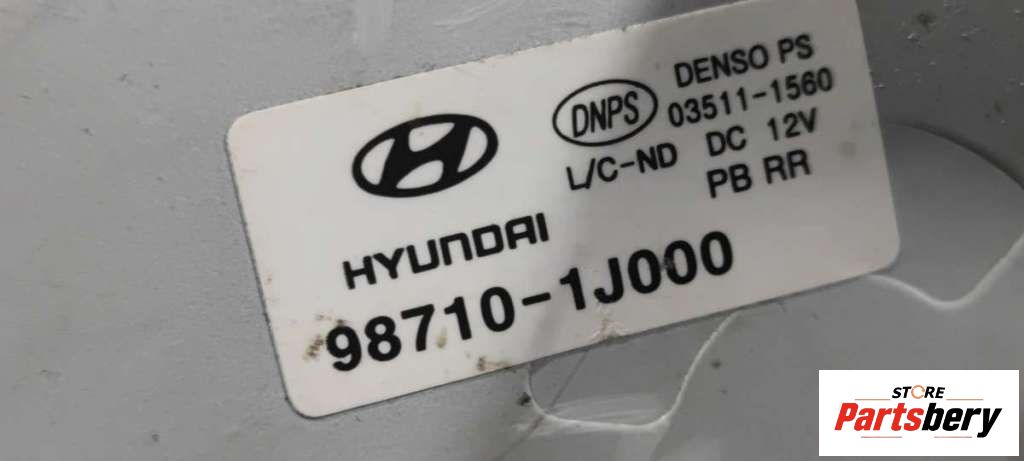 DENSO PS
DNPS 03511-1560
L/C-ND DC 12V
PB RR
HYUNDAI
98710-1J000
STORE
Partsbery